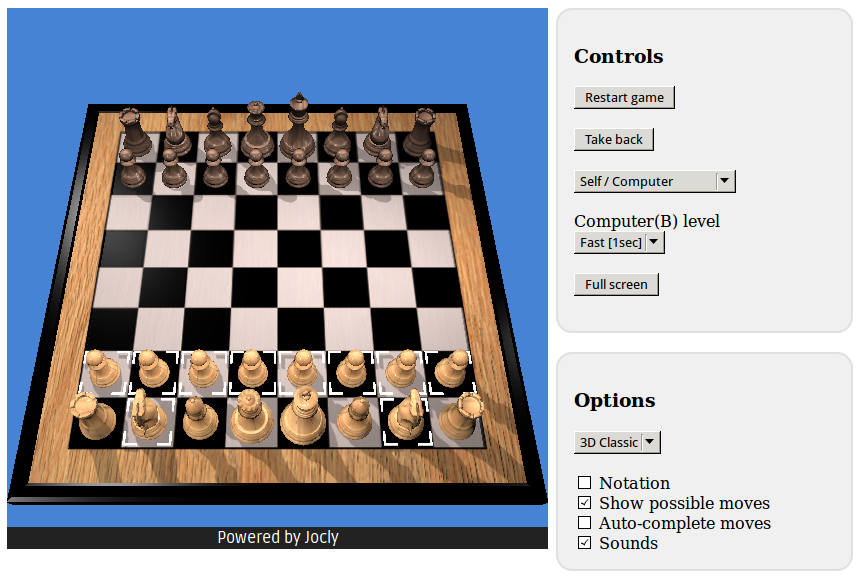 Controls
Restart game
Take back
Self / Computer
Computer(B) level
Fast [1sec]
Full screen
Options
3D Classic
Notation
Show possible moves
Auto-complete moves
Sounds
Powered by Jocly